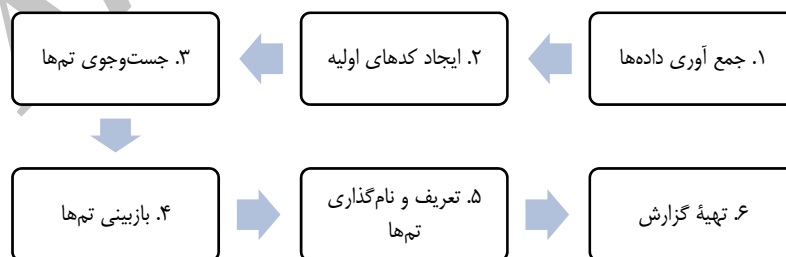 ۱. جمع آوری داده‌ها
۲. ایجاد کدهای اولیه
۳. جست‌وجوی تم‌ها
۴. بازبینی تم‌ها
۵. تعریف و نام‌گذاری
تم‌ها
۶. تهیهٔ گزارش